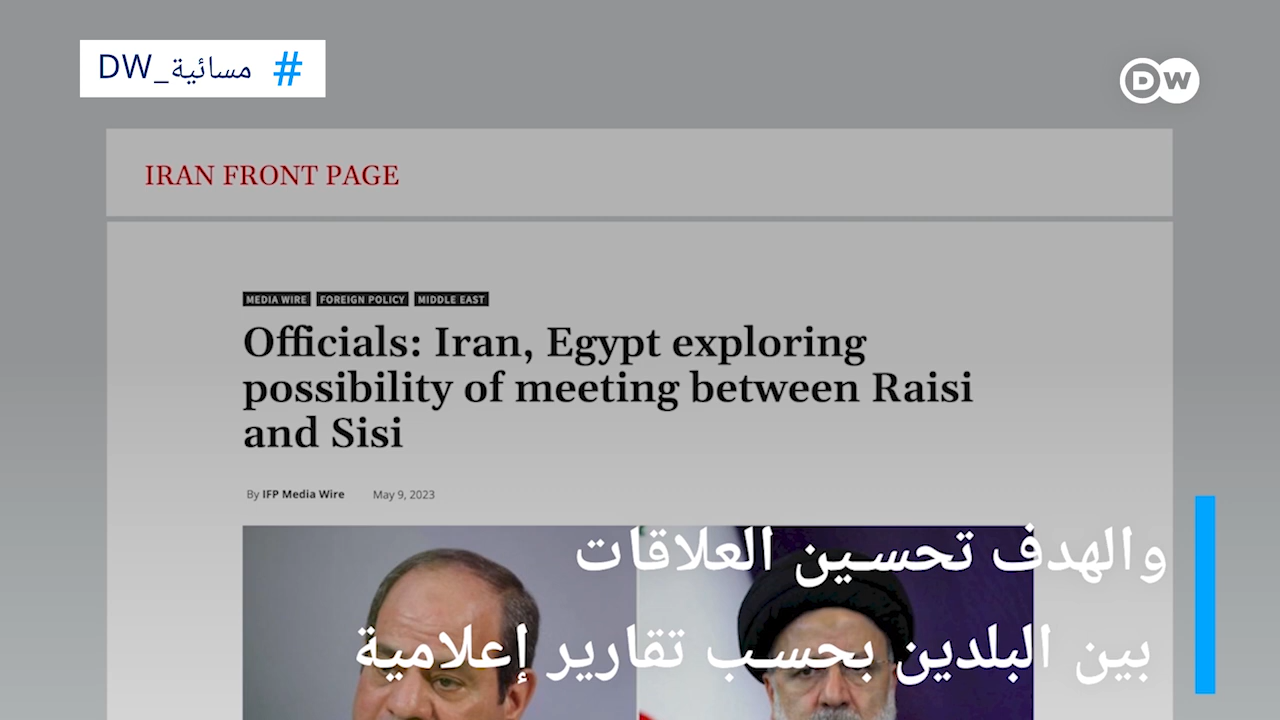 # مسائية_DW
DW
IRAN FRONT PAGE
MEDIA WIRE FOREIGN POLICY MIDDLE EAST
Officials: Iran, Egypt exploring
possibility of meeting between Raisi
and Sisi
By IFP Media Wire May 9, 2023
والهدف تحسين العلاقات
بين البلدين بحسب تقارير إعلامية